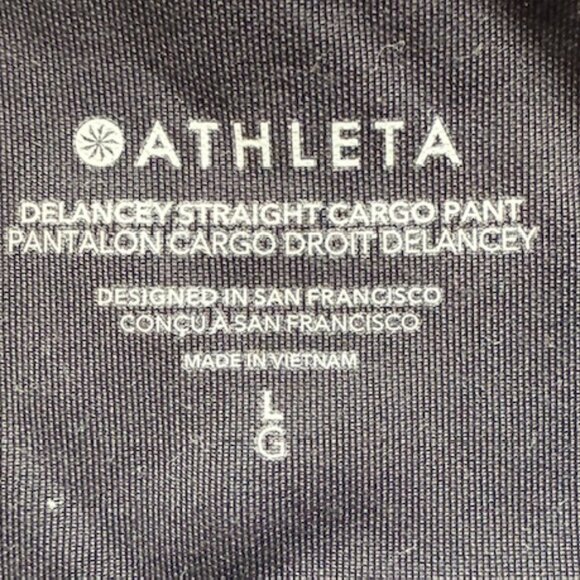 ATHLETA
DELANCEY STRAIGHT CARGO PANT
PANTALON CARGO DROIT DELANCEY
DESIGNED IN SAN FRANCISCO
CONÇU À SAN FRANCISCO
MADE IN VIETNAM
L
G